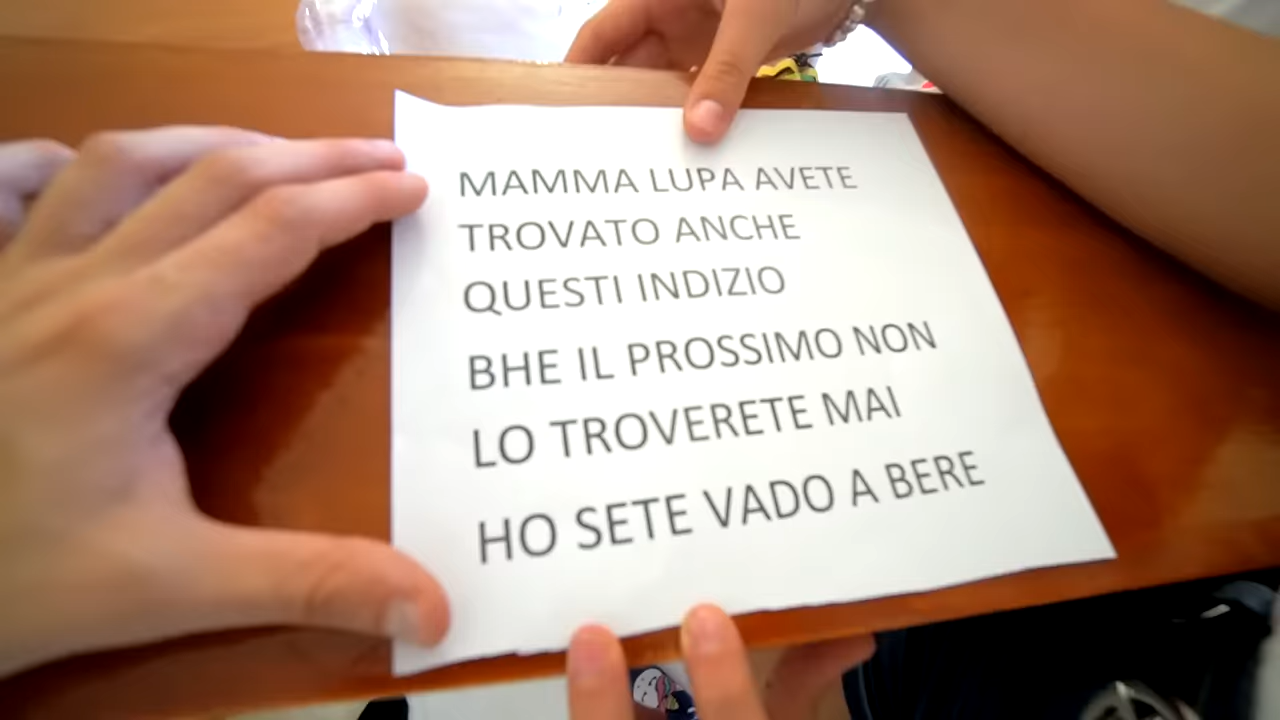 MAMMA LUPA AVETE
TROVATO ANCHE
QUESTI INDIZIO
BHE IL PROSSIMO NON
LO TROVERETE MAI
HO SETE VADO A BERE